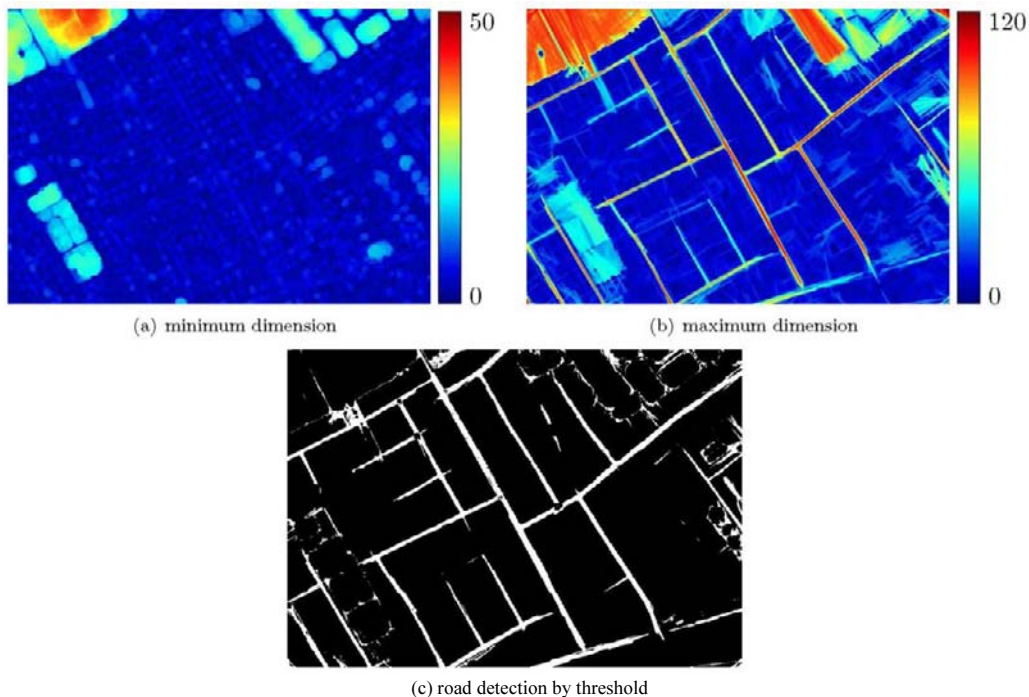 50
0
120
0
(a) minimum dimension
(b) maximum dimension
(c) road detection by threshold